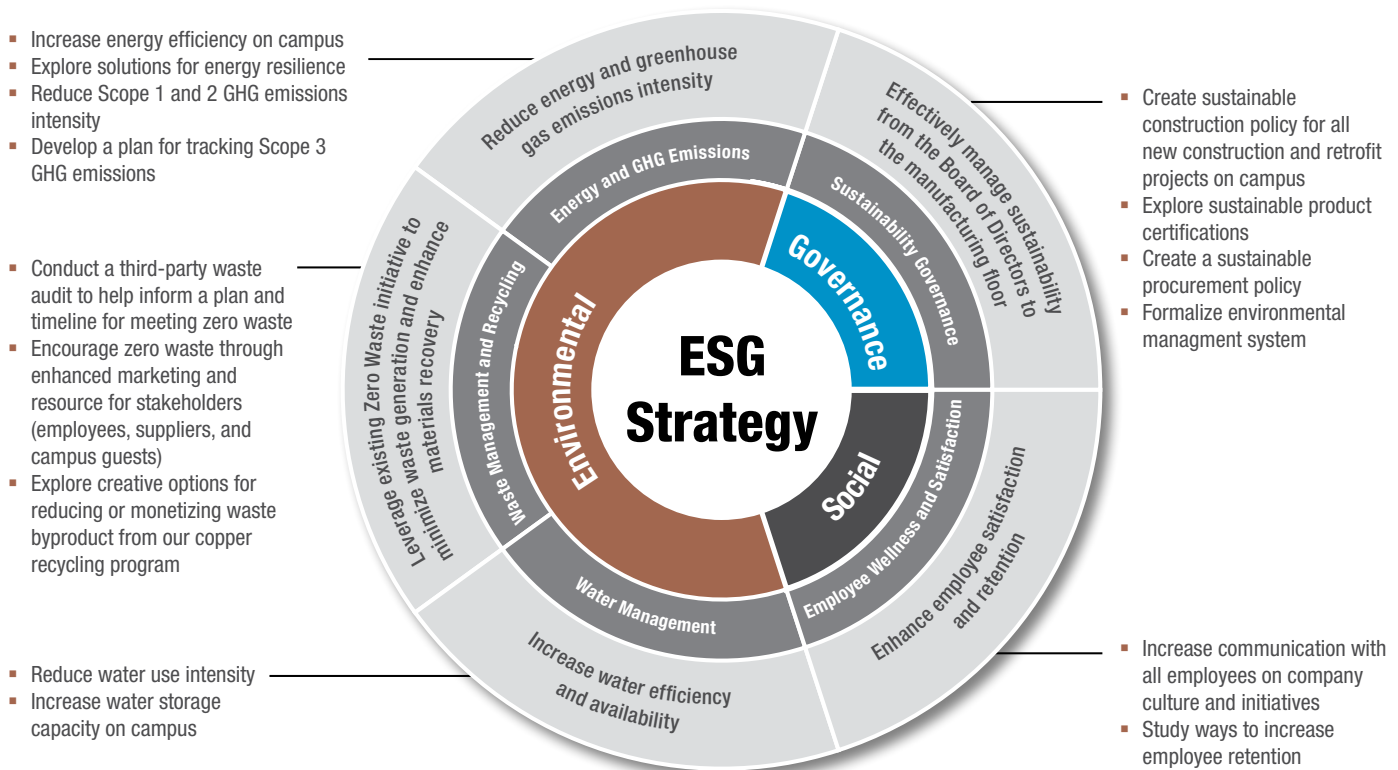 ▪ Increase energy efficiency on campus
▪ Explore solutions for energy resilience
▪ Reduce Scope 1 and 2 GHG emissions
intensity
▪ Develop a plan for tracking Scope 3
GHG emissions
▪ Conduct a third-party waste
audit to help inform a plan and
timeline for meeting zero waste
▪ Encourage zero waste through
enhanced marketing and
resource for stakeholders
(employees, suppliers, and
campus guests)
▪ Explore creative options for
reducing or monetizing waste
byproduct from our copper
recycling program
▪ Reduce water use intensity
▪ Increase water storage
capacity on campus
Reduce energy and greenhouse
gas emissions intensity
Energy and GHG Emissions
Leverage existing Zero Waste initiative to
minimize waste generation and enhance
materials recovery
Waste Management and Recycling
Environmental
ESG
Strategy
Governance
Social
Sustainability Governance
Effectively manage sustainability
from the Board of Directors to
the manufacturing floor
Employee Wellness and Satisfaction
Enhance employee satisfaction
and retention
Water Management
Increase water efficiency
and availability
▪ Create sustainable
construction policy for all
new construction and retrofit
projects on campus
▪ Explore sustainable product
certifications
▪ Create a sustainable
procurement policy
▪ Formalize environmental
managment system
▪ Increase communication with
all employees on company
culture and initiatives
▪ Study ways to increase
employee retention